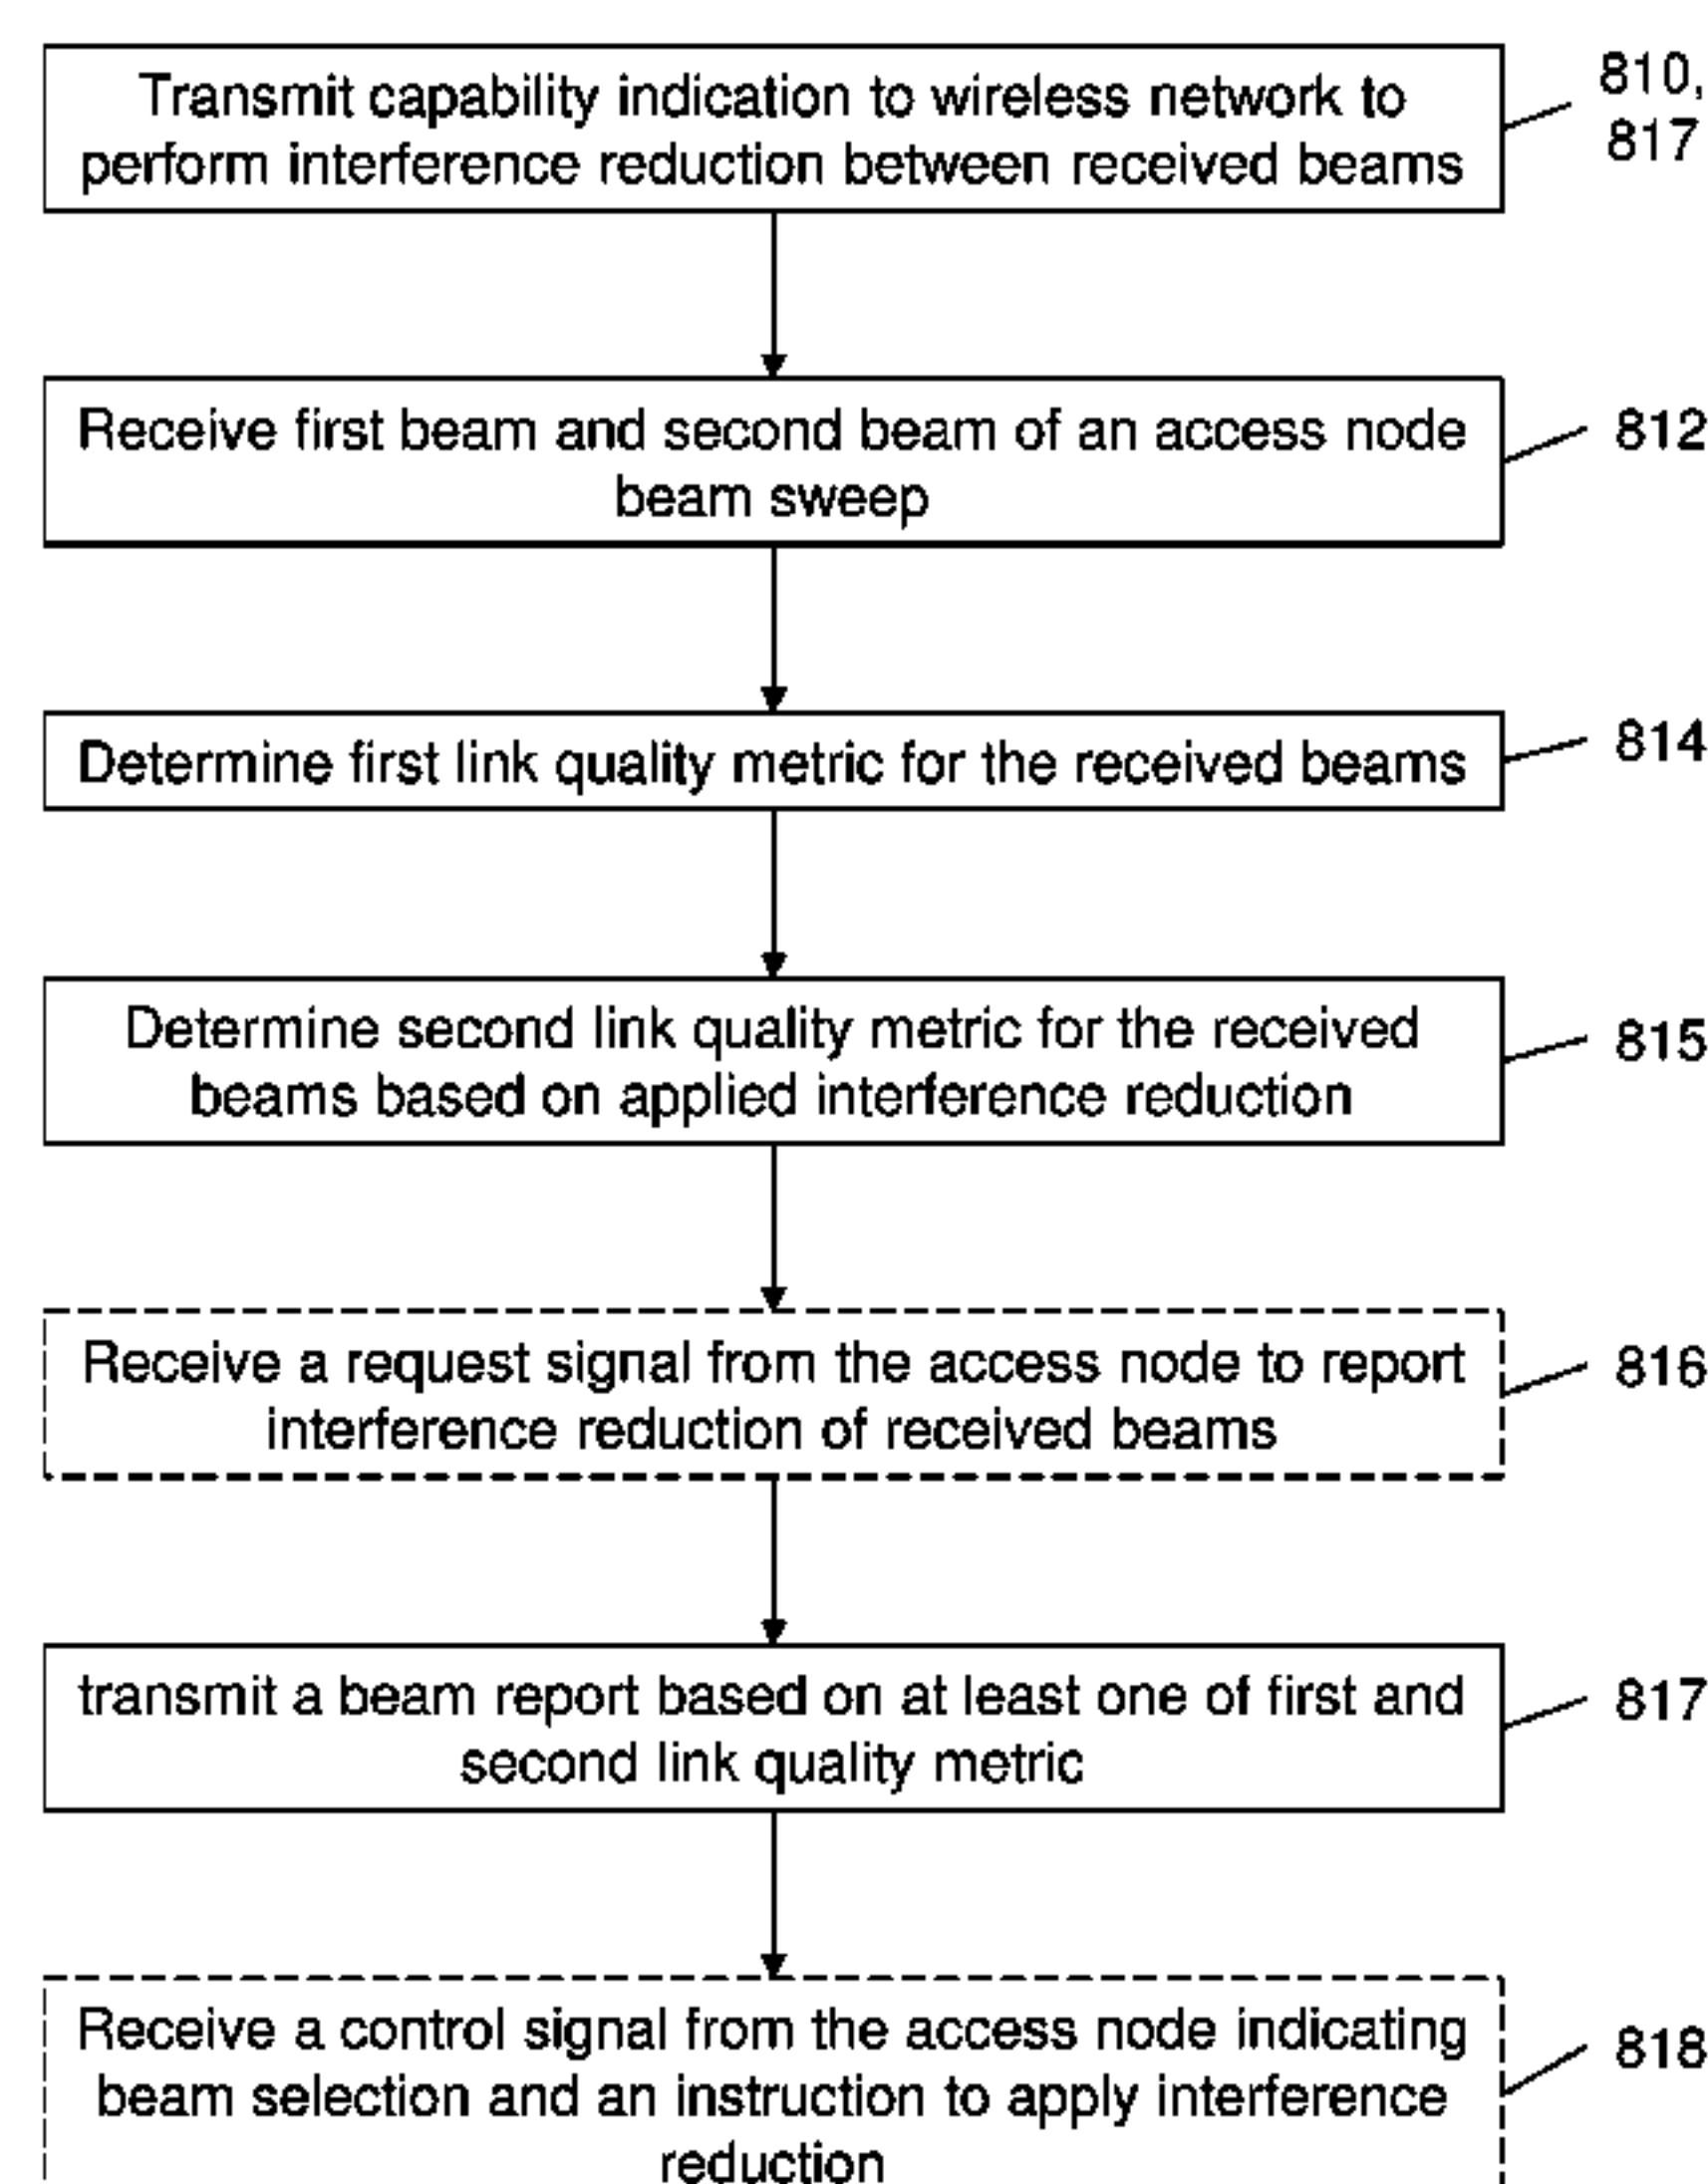 Transmit capability indication to wireless network to
perform interference reduction between received beams
810,
817
Receive first beam and second beam of an access node
beam sweep
812
Determine first link quality metric for the received beams
814
Determine second link quality metric for the received
beams based on applied interference reduction
815
Receive a request signal from the access node to report
interference reduction of received beams
816
transmit a beam report based on at least one of first and
second link quality metric
817
Receive a control signal from the access node indicating
beam selection and an instruction to apply interference
reduction
818